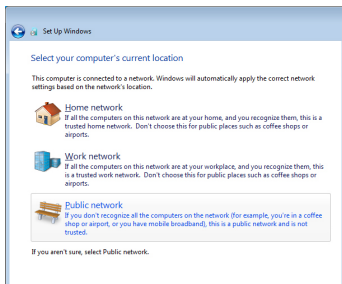 Set Up Windows
Select your computer's current location
This computer is connected to a network. Windows will automatically apply the correct network
settings based on the network's location.
Home network
If all the computers on this network are at your home, and you recognize them, this is a
trusted home network.  Don't choose this for public places such as coffee shops or
airports.
Work network
If all the computers on this network are at your workplace, and you recognize them, this
is a trusted work network.  Don't choose this for public places such as coffee shops or
airports.
Public network
If you don't recognize all the computers on the network (for example, you're in a coffee
shop or airport, or you have mobile broadband), this is a public network and is not
trusted.
If you aren't sure, select Public network.